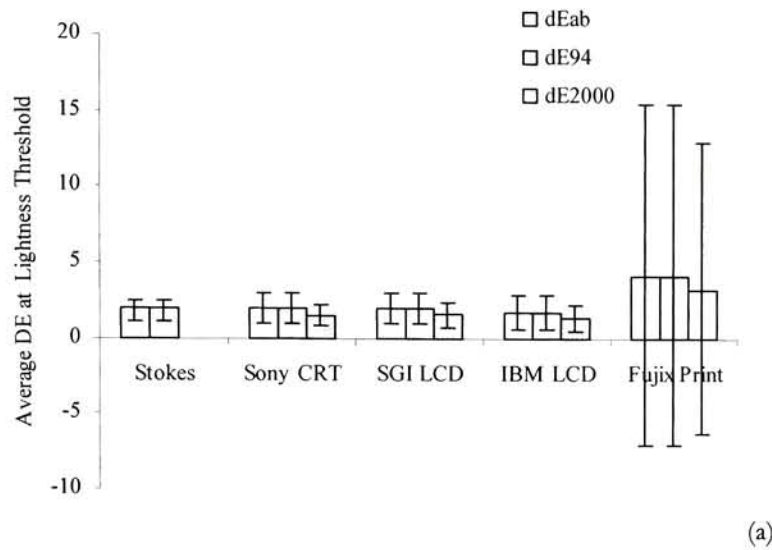 dEab
dE94
dE2000
Average DE at Lightness Threshold
20
15
10
5
0
-5
-10
Stokes
Sony CRT
SGI LCD
IBM LCD
Fujix Print
(a)